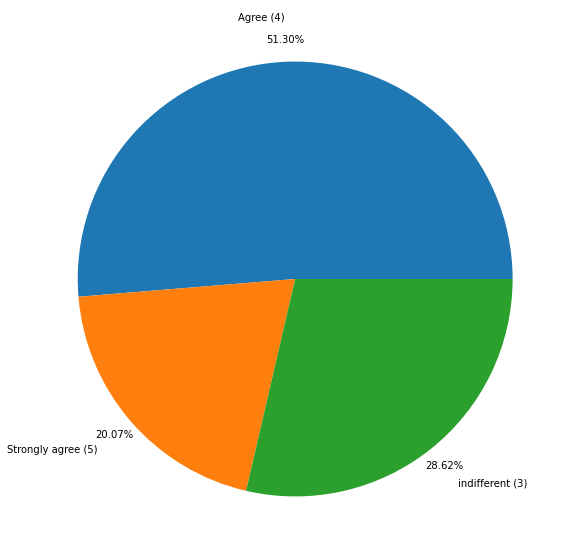 Agree (4)
51.30%
20.07%
Strongly agree (5)
28.62%
indifferent (3)